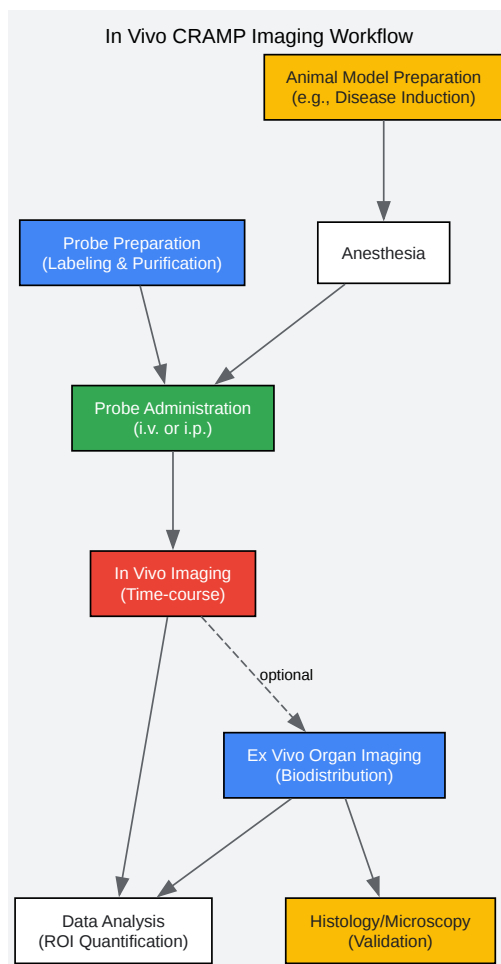 In Vivo CRAMP Imaging Workflow
Animal Model Preparation
(e.g., Disease Induction)
Probe Preparation
(Labeling & Purification)
Anesthesia
Probe Administration
(i.v. or i.p.)
In Vivo Imaging
(Time-course)
optional
Ex Vivo Organ Imaging
(Biodistribution)
Data Analysis
(ROI Quantification)
Histology/Microscopy
(Validation)